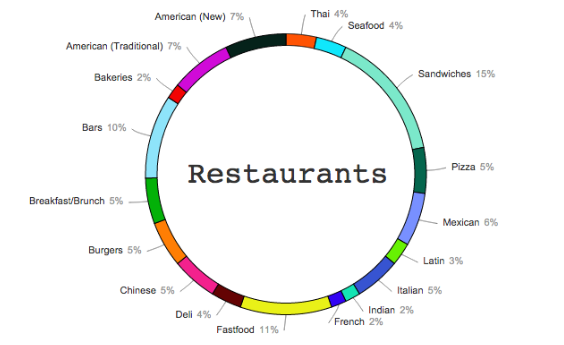 American (New) 7%
Thai 4%
Seafood 4%
American (Traditional) 7%
Sandwiches 15%
Bakeries 2%
Bars 10%
Pizza 5%
Restaurants
Breakfast/Brunch 5%
Mexican 6%
Burgers 5%
Latin 3%
Chinese 5%
Italian 5%
Deli 4%
Indian 2%
Fastfood 11%
French 2%